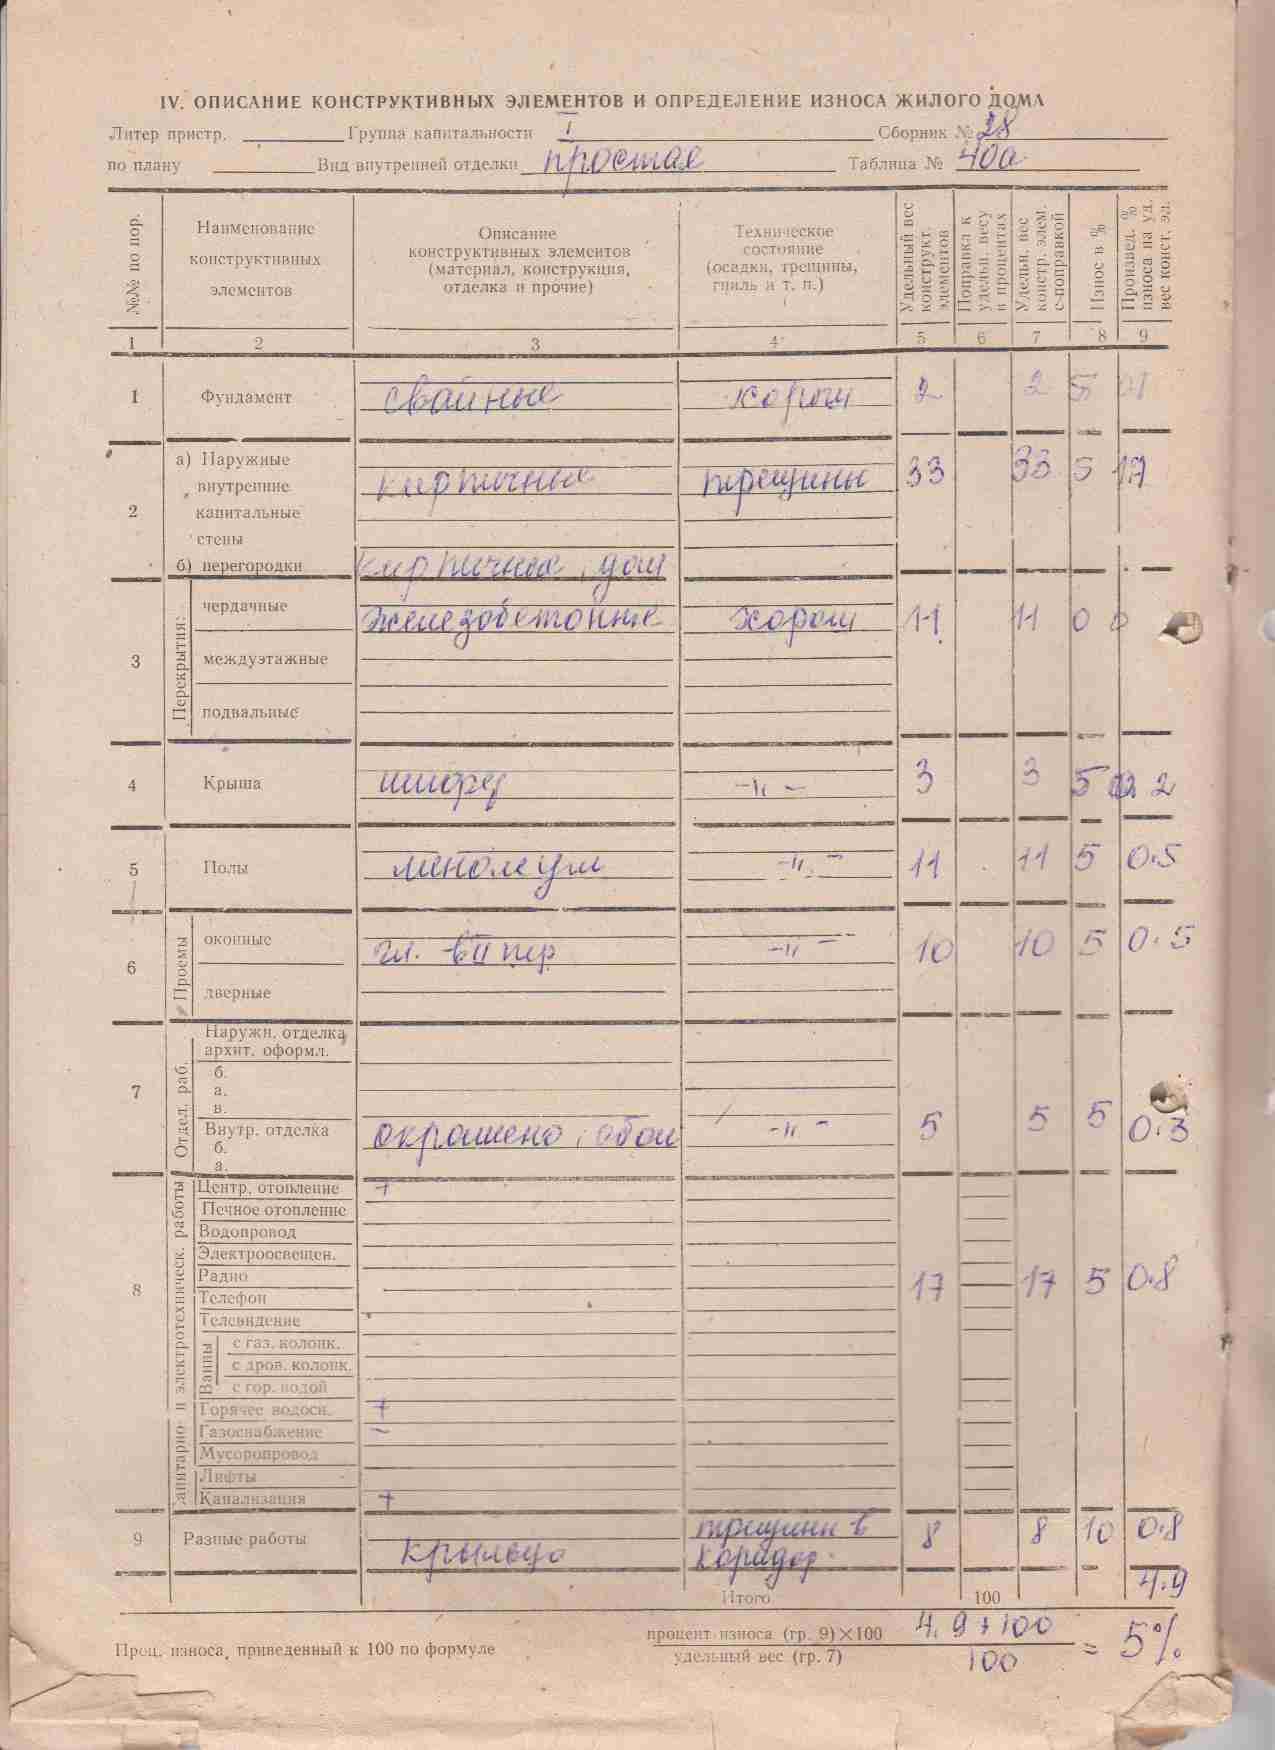 IV. ОПИСАНИЕ КОНСТРУКТИВНЫХ ЭЛЕМЕНТОВ И ОПРЕДЕЛЕНИЕ ИЗНОСА ЖИЛОГО ДОМА
Литер пристр. Группа капитальности I Сборник № 28
по плану Вид внутренней отделки простая Таблица № 40а
№№ по пор. Наименование конструктивных элементов Описание конструктивных элементов (материал, конструкция, отделка и прочие) Техническое состояние (осадки, трещины, гниль и т. п.) Удельный вес конструкт. элементов Поправка к удельн. весу в процентах Удельн. вес констр. элем. с поправкой Износ в % Произвед. % износа на уд. вес конст. эл.
1 2 3 4 5 6 7 8 9
1 Фундамент свайные хорош 2 2 5 01
2 а) Наружные кирпичные трещины 33 33 5 17
внутренние
капитальные
стены
б) перегородки кирпичные, дом
3 Перекрытия: чердачные железобетонные хорош 11 11 0 0
междуэтажные
подвальные
4 Крыша шифер -"- 3 3 5 2
5 Полы линолеум -"- 11 11 5 0.5
6 Проемы оконные гл. -"- 10 10 5 0.5
дверные
7 Отдел. раб. Наружн. отделка
архит. оформл.
б.
а.
в.
Внутр. отделка окрашено, обои -"- 5 5 5 0.3
б.
а.
8 Санитарно- и электротехническ. работы Центр. отопление +
Печное отопление
Водопровод
Электроосвещен.
Радио 17 17 5 0.8
Телефон
Телевидение
Ванны с газ. колонк.
с дров. колонк.
с гор. водой
Горячее водосн. +
Газоснабжение –
Мусоропровод
Лифты
Канализация +
9 Разные работы крыльцо трещины в коридор. 8 8 10 0.8
Итого 100 4.9
Проц. износа, приведенный к 100 по формуле процент износа (гр. 9)×100 4.9 + 100 = 5%
удельный вес (гр. 7) 100